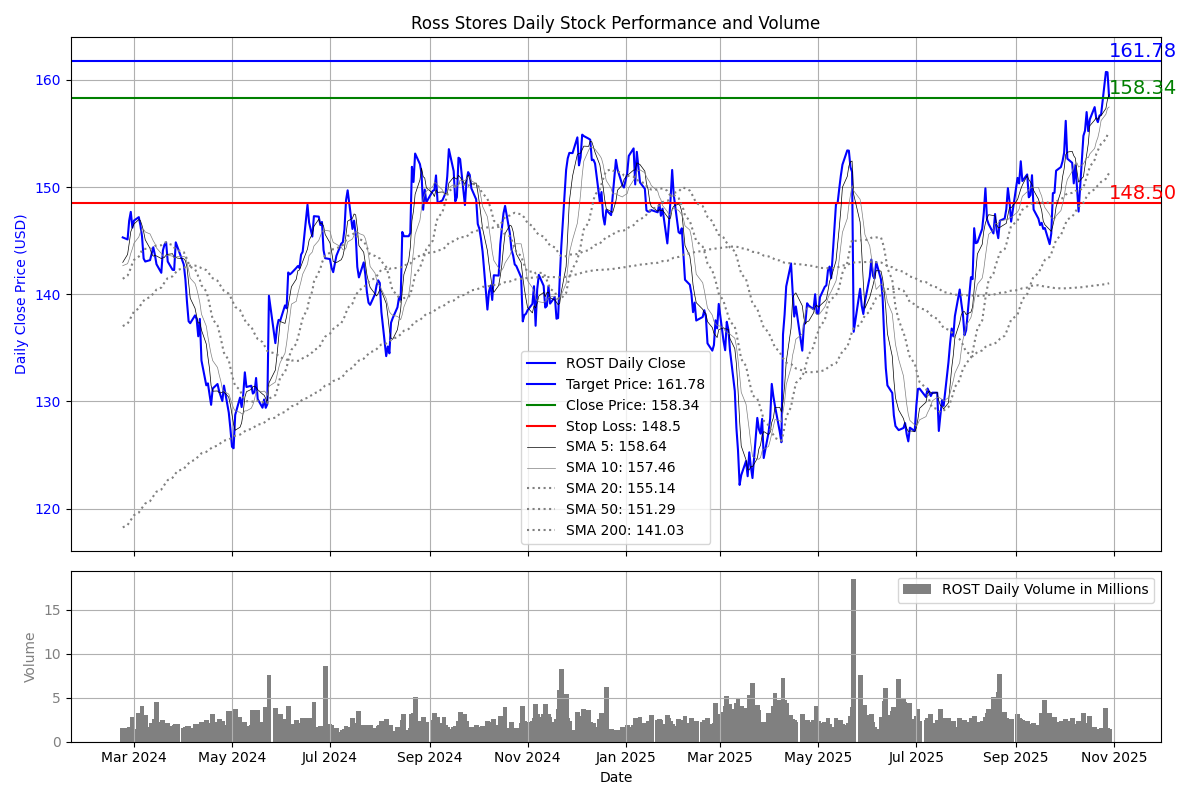 Ross Stores Daily Stock Performance and Volume
161.78
160
158.34
150
148.50
140
130
120
Daily Close Price (USD)
ROST Daily Close
Target Price: 161.78
Close Price: 158.34
Stop Loss: 148.5
SMA 5: 158.64
SMA 10: 157.46
SMA 20: 155.14
SMA 50: 151.29
SMA 200: 141.03
ROST Daily Volume in Millions
15
10
5
0
Volume
Mar 2024 May 2024 Jul 2024 Sep 2024 Nov 2024 Jan 2025 Mar 2025 May 2025 Jul 2025 Sep 2025 Nov 2025
Date